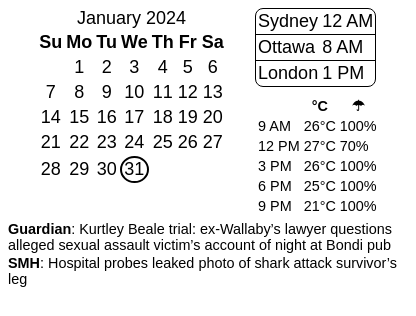 January 2024
Su Mo Tu We Th Fr Sa
1 2 3 4 5 6
7 8 9 10 11 12 13
14 15 16 17 18 19 20
21 22 23 24 25 26 27
28 29 30 31
Sydney 12 AM
Ottawa 8 AM
London 1 PM
°C ☂
9 AM 26°C 100%
12 PM 27°C 70%
3 PM 26°C 100%
6 PM 25°C 100%
9 PM 21°C 100%
Guardian: Kurtley Beale trial: ex-Wallaby’s lawyer questions
alleged sexual assault victim’s account of night at Bondi pub
SMH: Hospital probes leaked photo of shark attack survivor’s
leg